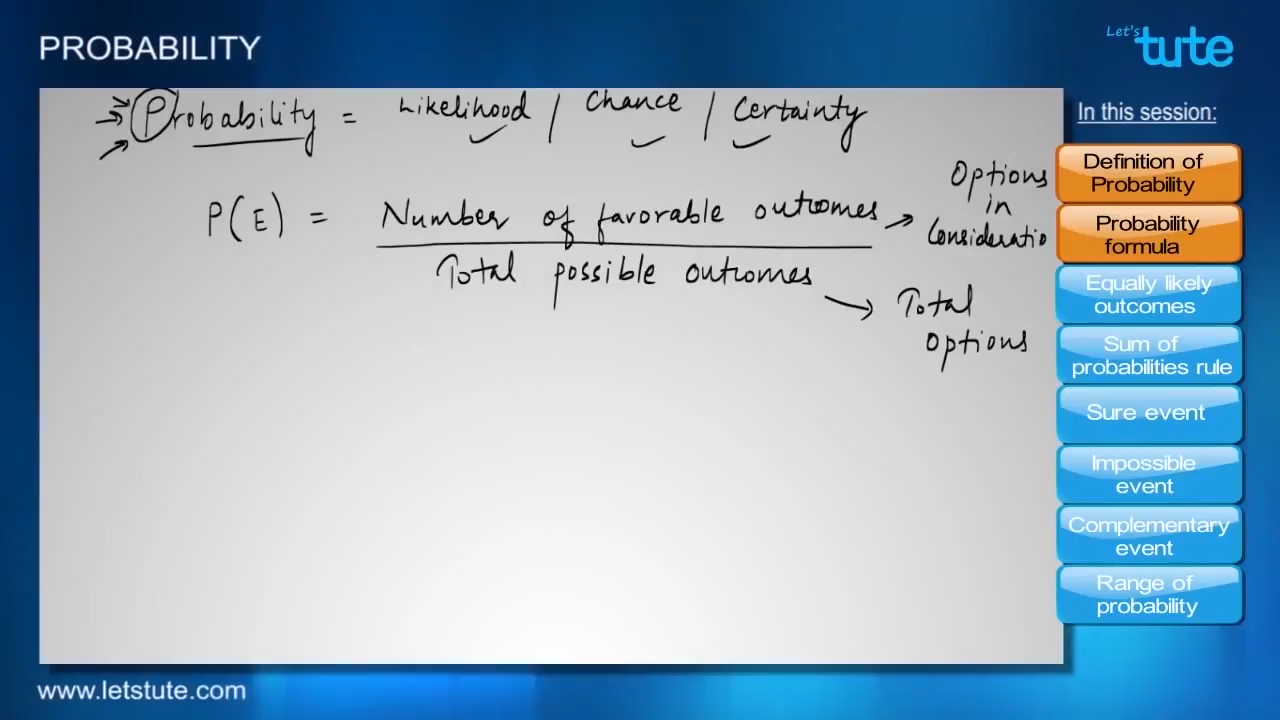 PROBABILITY
Let's tute
Probability = Likelihood / Chance / Certainty
P(E) = Number of favorable outcomes
Total possible outcomes
Options
in
Consideratio
Total
Options
In this session:
Definition of
Probability
Probability
formula
Equally likely
outcomes
Sum of
probabilities rule
Sure event
Impossible
event
Complementary
event
Range of
probability
www.letstute.com